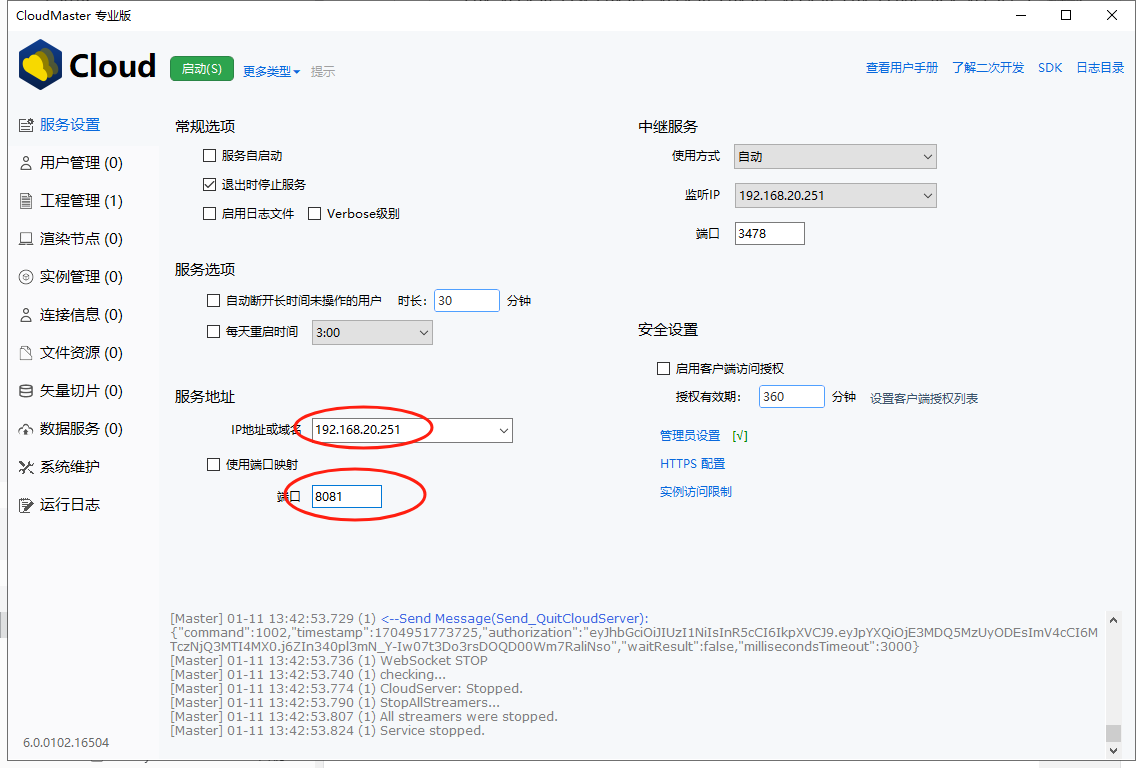 CloudMaster 专业版
Cloud 启动(S) 更多类型 提示 查看用户手册 了解二次开发 SDK 日志目录
服务设置
用户管理 (0)
工程管理 (1)
渲染节点 (0)
实例管理 (0)
连接信息 (0)
文件资源 (0)
矢量切片 (0)
数据服务 (0)
系统维护
运行日志
6.0.0102.16504
常规选项
服务自启动
退出时停止服务
启用日志文件 Verbose级别
服务选项
自动断开长时间未操作的用户 时长: 30 分钟
每天重启时间 3:00
服务地址
IP地址或域名 192.168.20.251
使用端口映射
端口 8081
中继服务
使用方式 自动
监听IP 192.168.20.251
端口 3478
安全设置
启用客户端访问授权
授权有效期: 360 分钟 设置客户端授权列表
管理员设置 [√]
HTTPS 配置
实例访问限制
[Master] 01-11 13:42:53.729 (1) <--Send Message(Send_QuitCloudServer):
{"command":1002,"timestamp":1704951773725,"authorization":"eyJhbGciOiJIUzI1NiIsInR5cCI6IkpXVCJ9.eyJpYXQiOjE3MDQ5MzUyODEsImV4cCI6M
TczNjQ3MTI4MX0.j6ZIn340pl3mN_Y-Iw07t3Do3rsDOQD00Wm7RaliNso","waitResult":false,"millisecondsTimeout":3000}
[Master] 01-11 13:42:53.736 (1) WebSocket STOP
[Master] 01-11 13:42:53.740 (1) checking...
[Master] 01-11 13:42:53.774 (1) CloudServer: Stopped.
[Master] 01-11 13:42:53.790 (1) StopAllStreamers...
[Master] 01-11 13:42:53.807 (1) All streamers were stopped.
[Master] 01-11 13:42:53.824 (1) Service stopped.